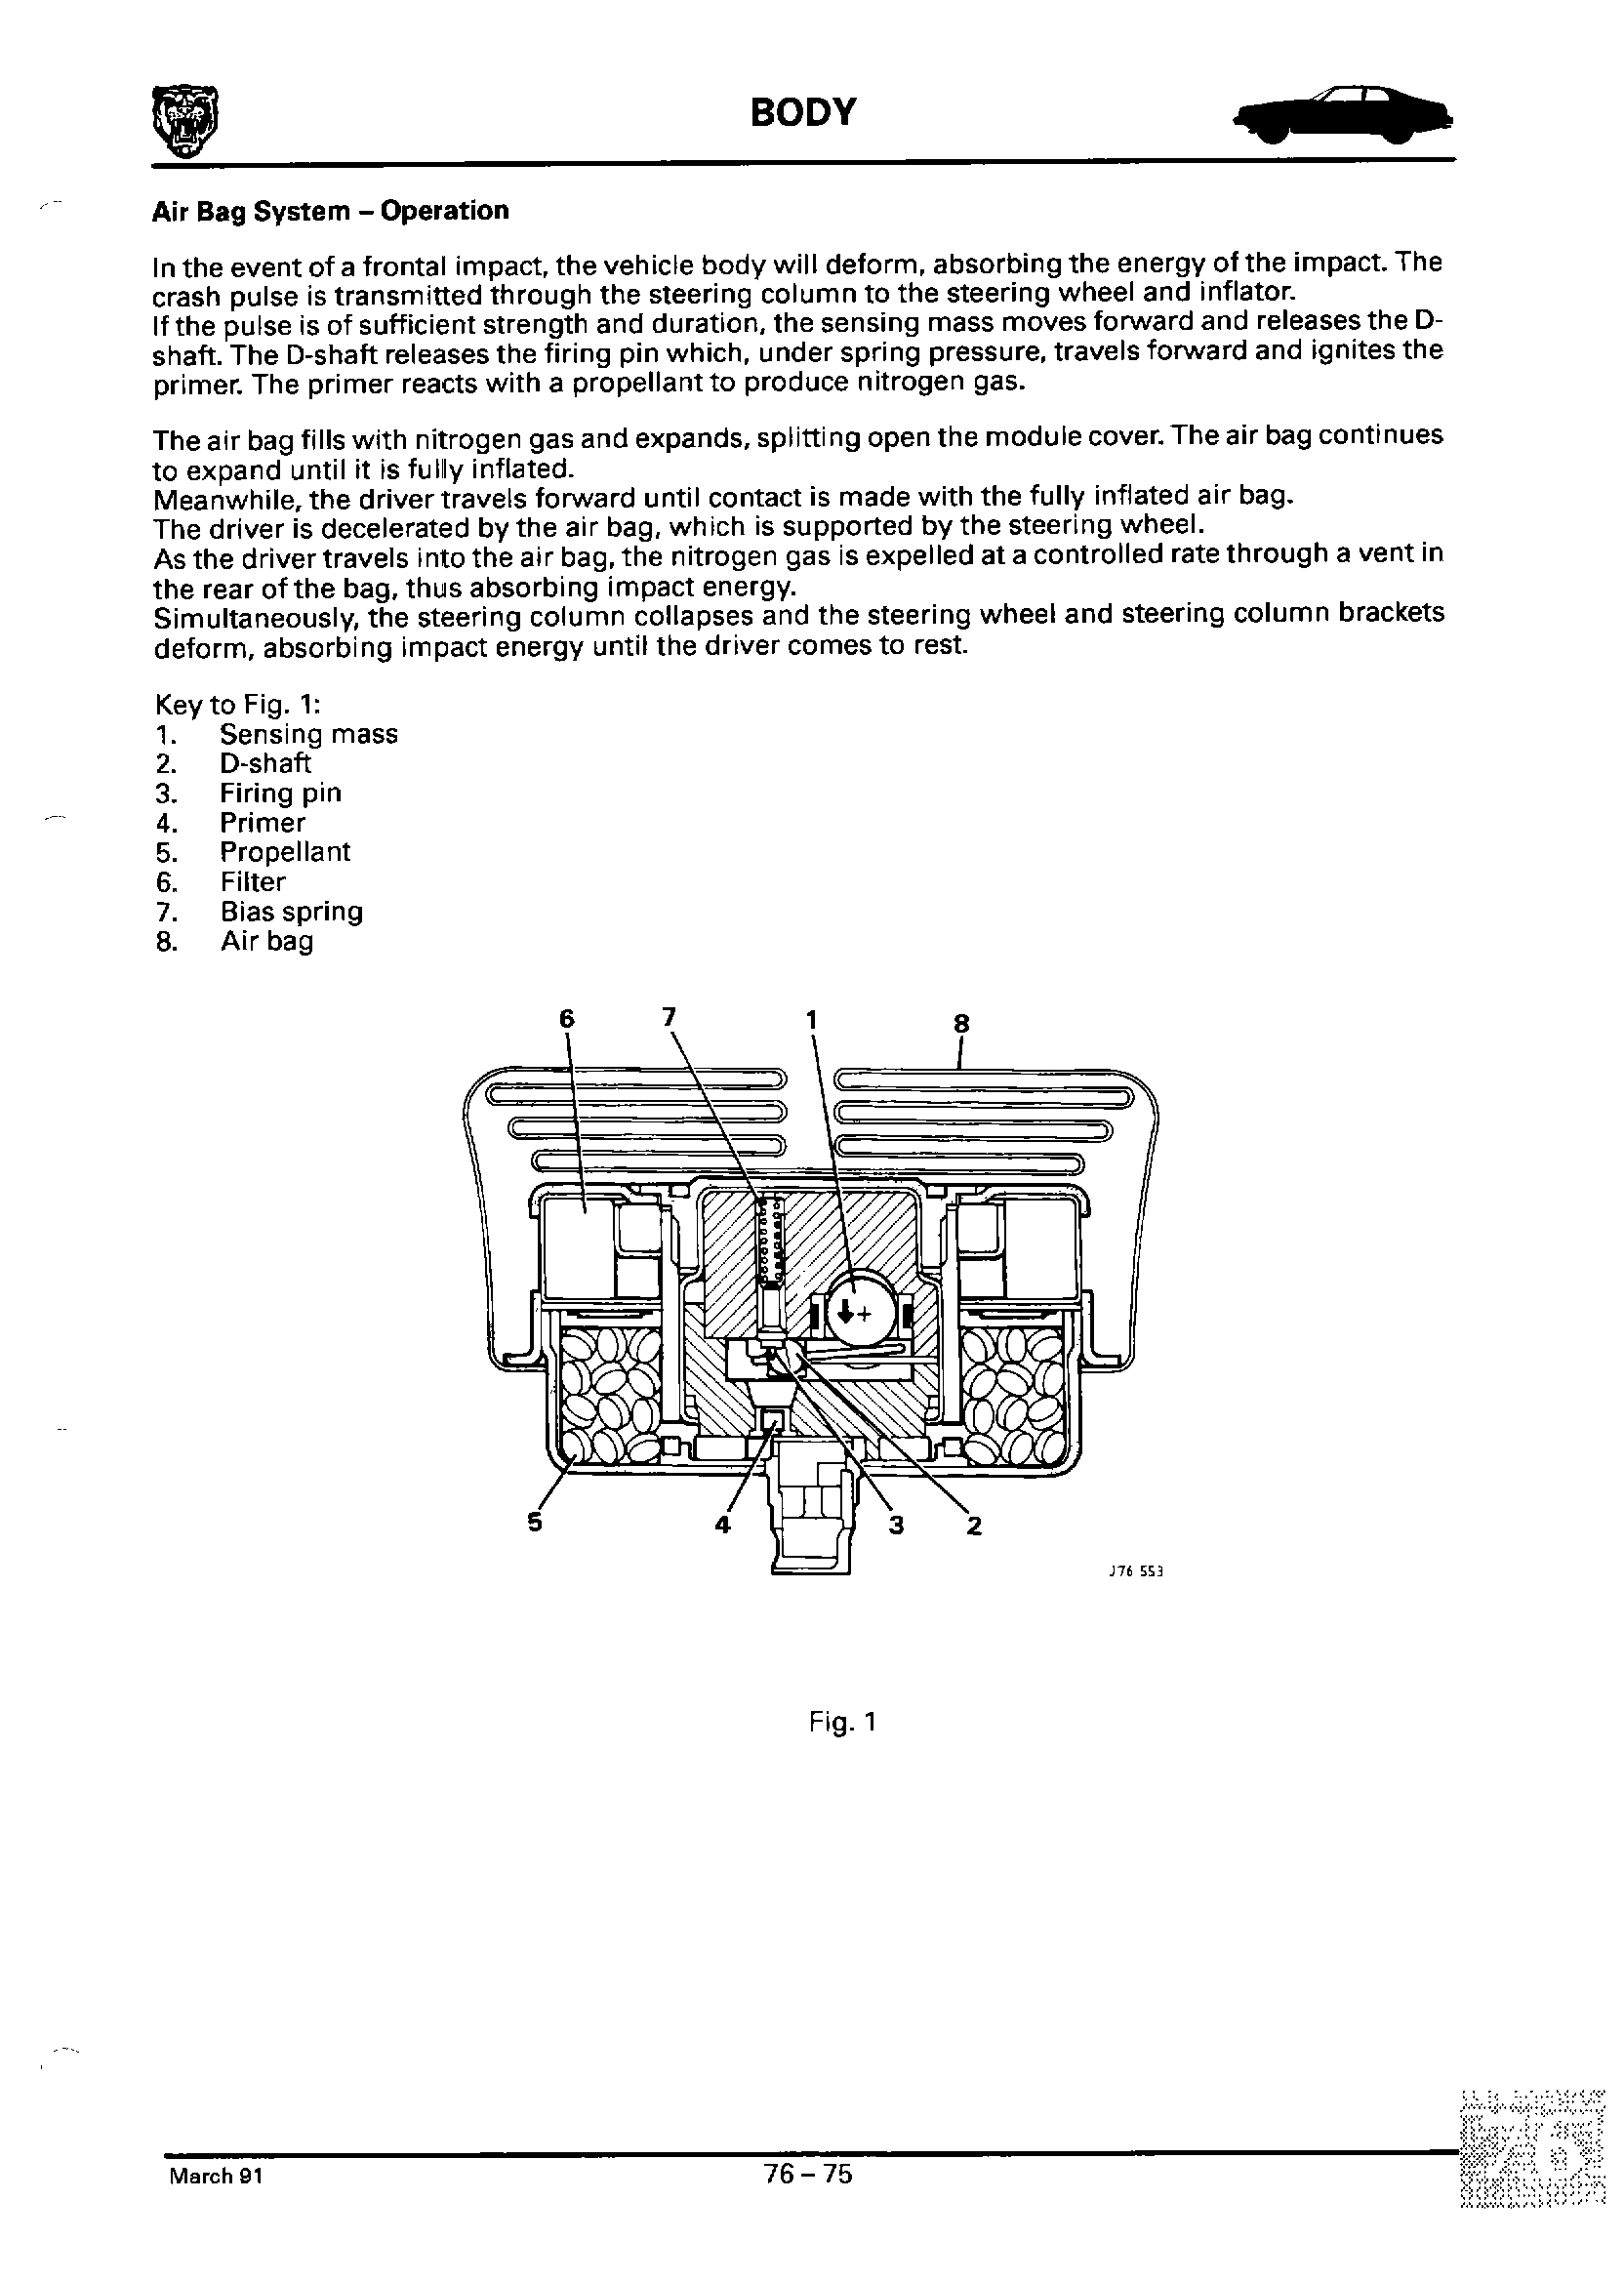 BODY
Air Bag System – Operation
In the event of a frontal impact, the vehicle body will deform, absorbing the energy of the impact. The
crash pulse is transmitted through the steering column to the steering wheel and inflator.
If the pulse is of sufficient strength and duration, the sensing mass moves forward and releases the D-
shaft. The D-shaft releases the firing pin which, under spring pressure, travels forward and ignites the
primer. The primer reacts with a propellant to produce nitrogen gas.
The air bag fills with nitrogen gas and expands, splitting open the module cover. The air bag continues
to expand until it is fully inflated.
Meanwhile, the driver travels forward until contact is made with the fully inflated air bag.
The driver is decelerated by the air bag, which is supported by the steering wheel.
As the driver travels into the air bag, the nitrogen gas is expelled at a controlled rate through a vent in
the rear of the bag, thus absorbing impact energy.
Simultaneously, the steering column collapses and the steering wheel and steering column brackets
deform, absorbing impact energy until the driver comes to rest.
Key to Fig. 1:
1. Sensing mass
2. D-shaft
3. Firing pin
4. Primer
5. Propellant
6. Filter
7. Bias spring
8. Air bag
6 7 1 8
+
5 4 3 2
J76 553
Fig. 1
76
March 91 76 – 75